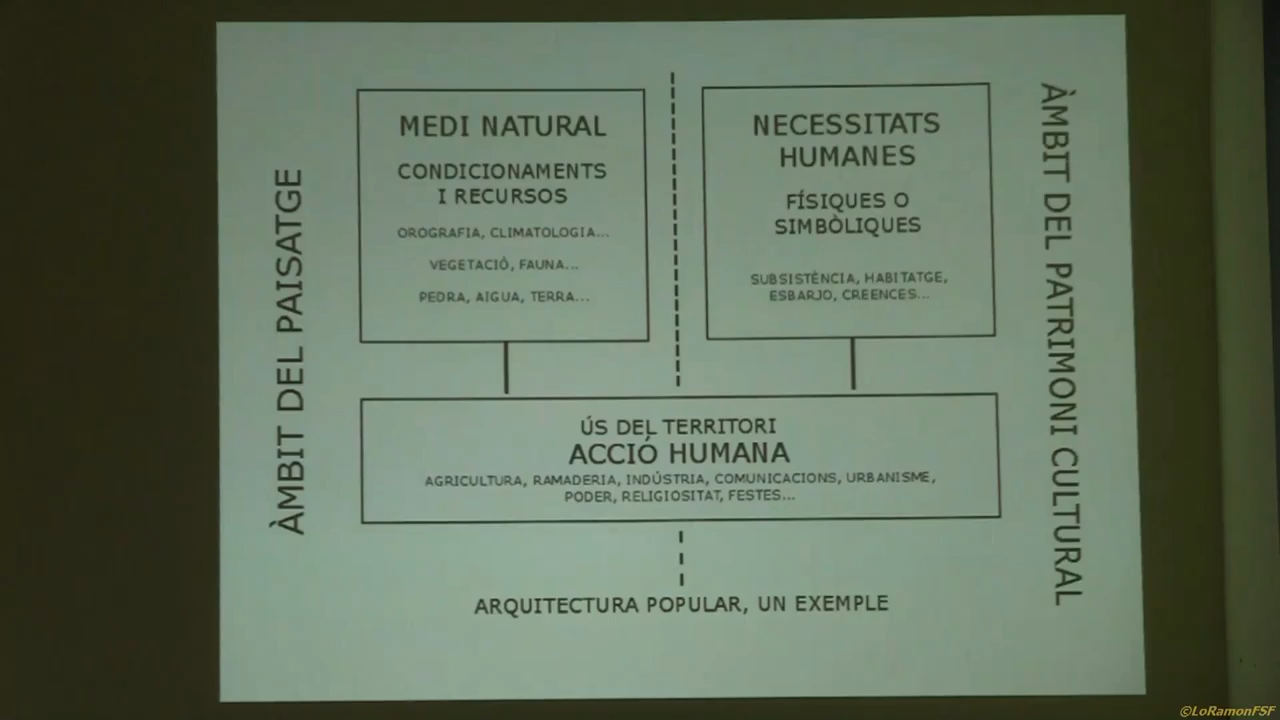 ÀMBIT DEL PAISATGE
MEDI NATURAL
CONDICIONAMENTS
I RECURSOS
OROGRAFIA, CLIMATOLOGIA...
VEGETACIÓ, FAUNA...
PEDRA, AIGUA, TERRA...
NECESSITATS
HUMANES
FÍSIQUES O
SIMBÒLIQUES
SUBSISTÈNCIA, HABITATGE,
ESBARJO, CREENCES...
ÀMBIT DEL PATRIMONI CULTURAL
ÚS DEL TERRITORI
ACCIÓ HUMANA
AGRICULTURA, RAMADERIA, INDÚSTRIA, COMUNICACIONS, URBANISME,
PODER, RELIGIOSITAT, FESTES...
ARQUITECTURA POPULAR, UN EXEMPLE
©LoRamonFSF